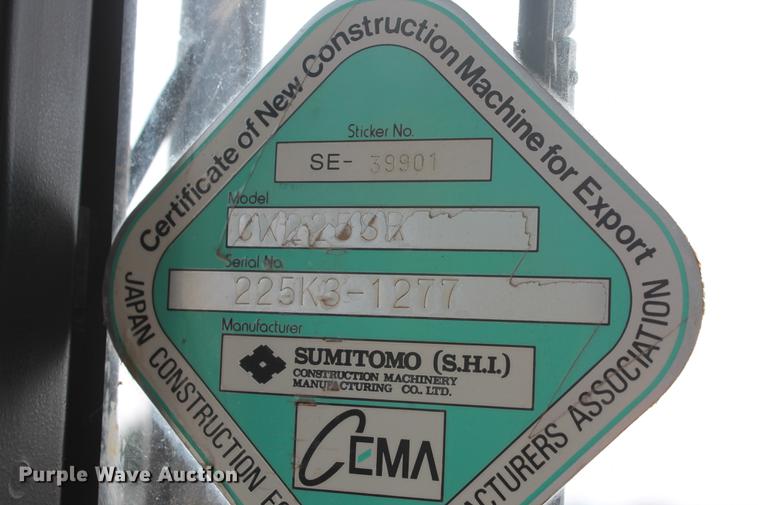 Certificate of New Construction Machine for Export
Sticker No.
SE- 39901
Model
CX225SR
Serial No.
225K3-1277
Manufacturer
SUMITOMO (S.H.I.)
CONSTRUCTION MACHINERY
MANUFACTURING CO., LTD.
CEMA
JAPAN CONSTRUCTION
ASSOCIATION
Purple Wave Auction